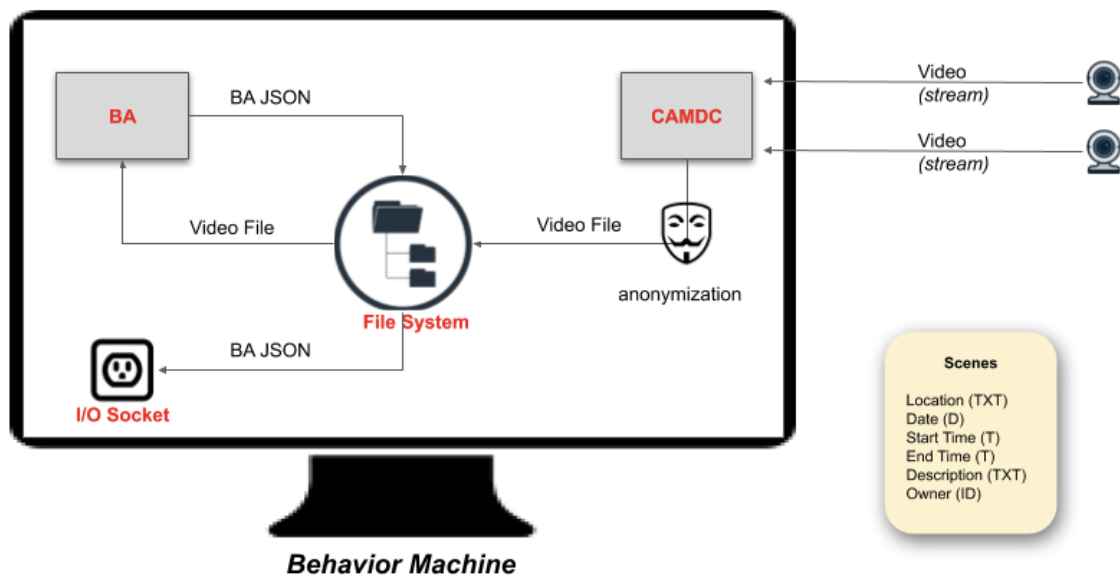 BA
BA JSON
CAMDC
Video
(stream)
Video
(stream)
Video File
Video File
anonymization
File System
BA JSON
I/O Socket
Scenes
Location (TXT)
Date (D)
Start Time (T)
End Time (T)
Description (TXT)
Owner (ID)
Behavior Machine